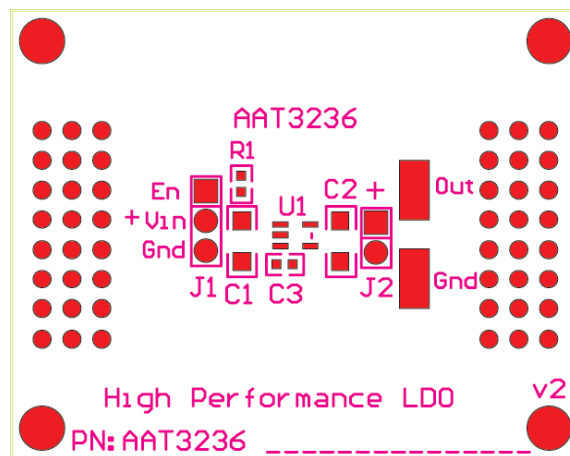 AAT3236
R1
En
C2 +
Out
+ Vin
U1
Gnd
Gnd
J1
C1
C3
J2
High Performance LDO
v2
PN: AAT3236 ______________